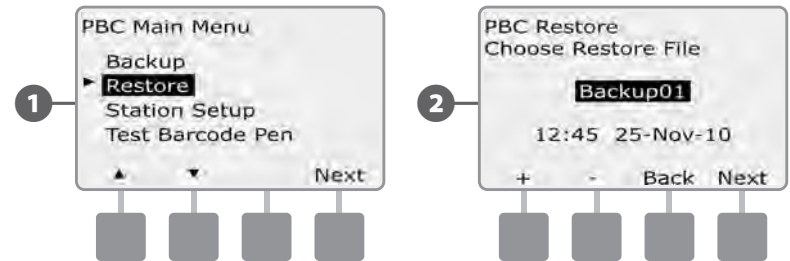 1
PBC Main Menu
Backup
► Restore
Station Setup
Test Barcode Pen
▲ ▼ Next
2
PBC Restore
Choose Restore File
Backup01
12:45 25-Nov-10
+ - Back Next